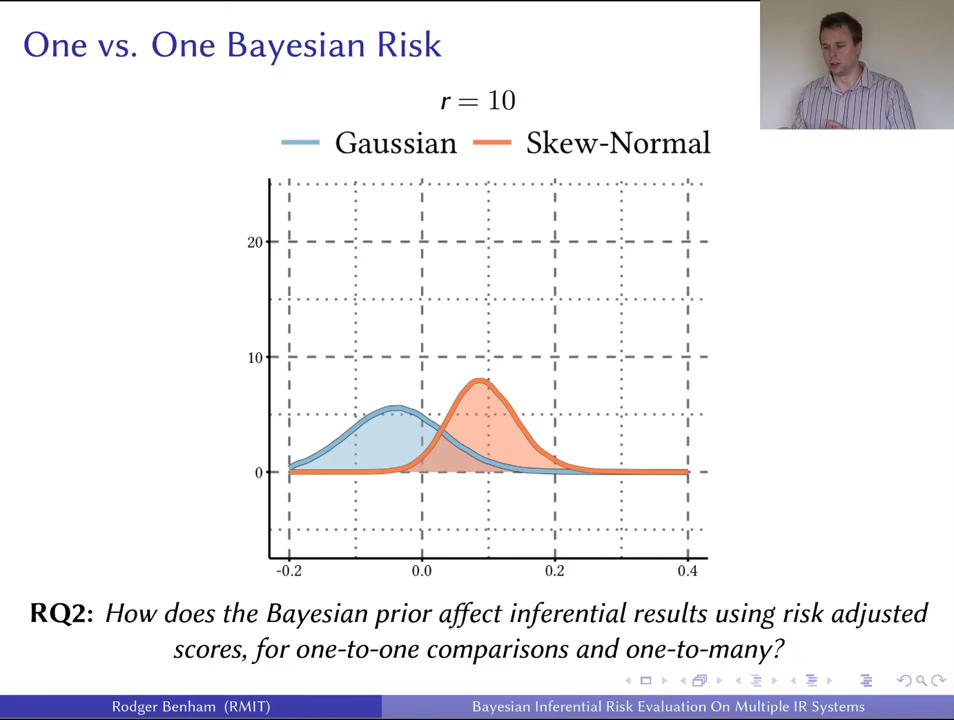 One vs. One Bayesian Risk
r = 10
Gaussian Skew-Normal
20
10
0
-0.2 0.0 0.2 0.4
RQ2: How does the Bayesian prior affect inferential results using risk adjusted
scores, for one-to-one comparisons and one-to-many?
Rodger Benham (RMIT) Bayesian Inferential Risk Evaluation On Multiple IR Systems